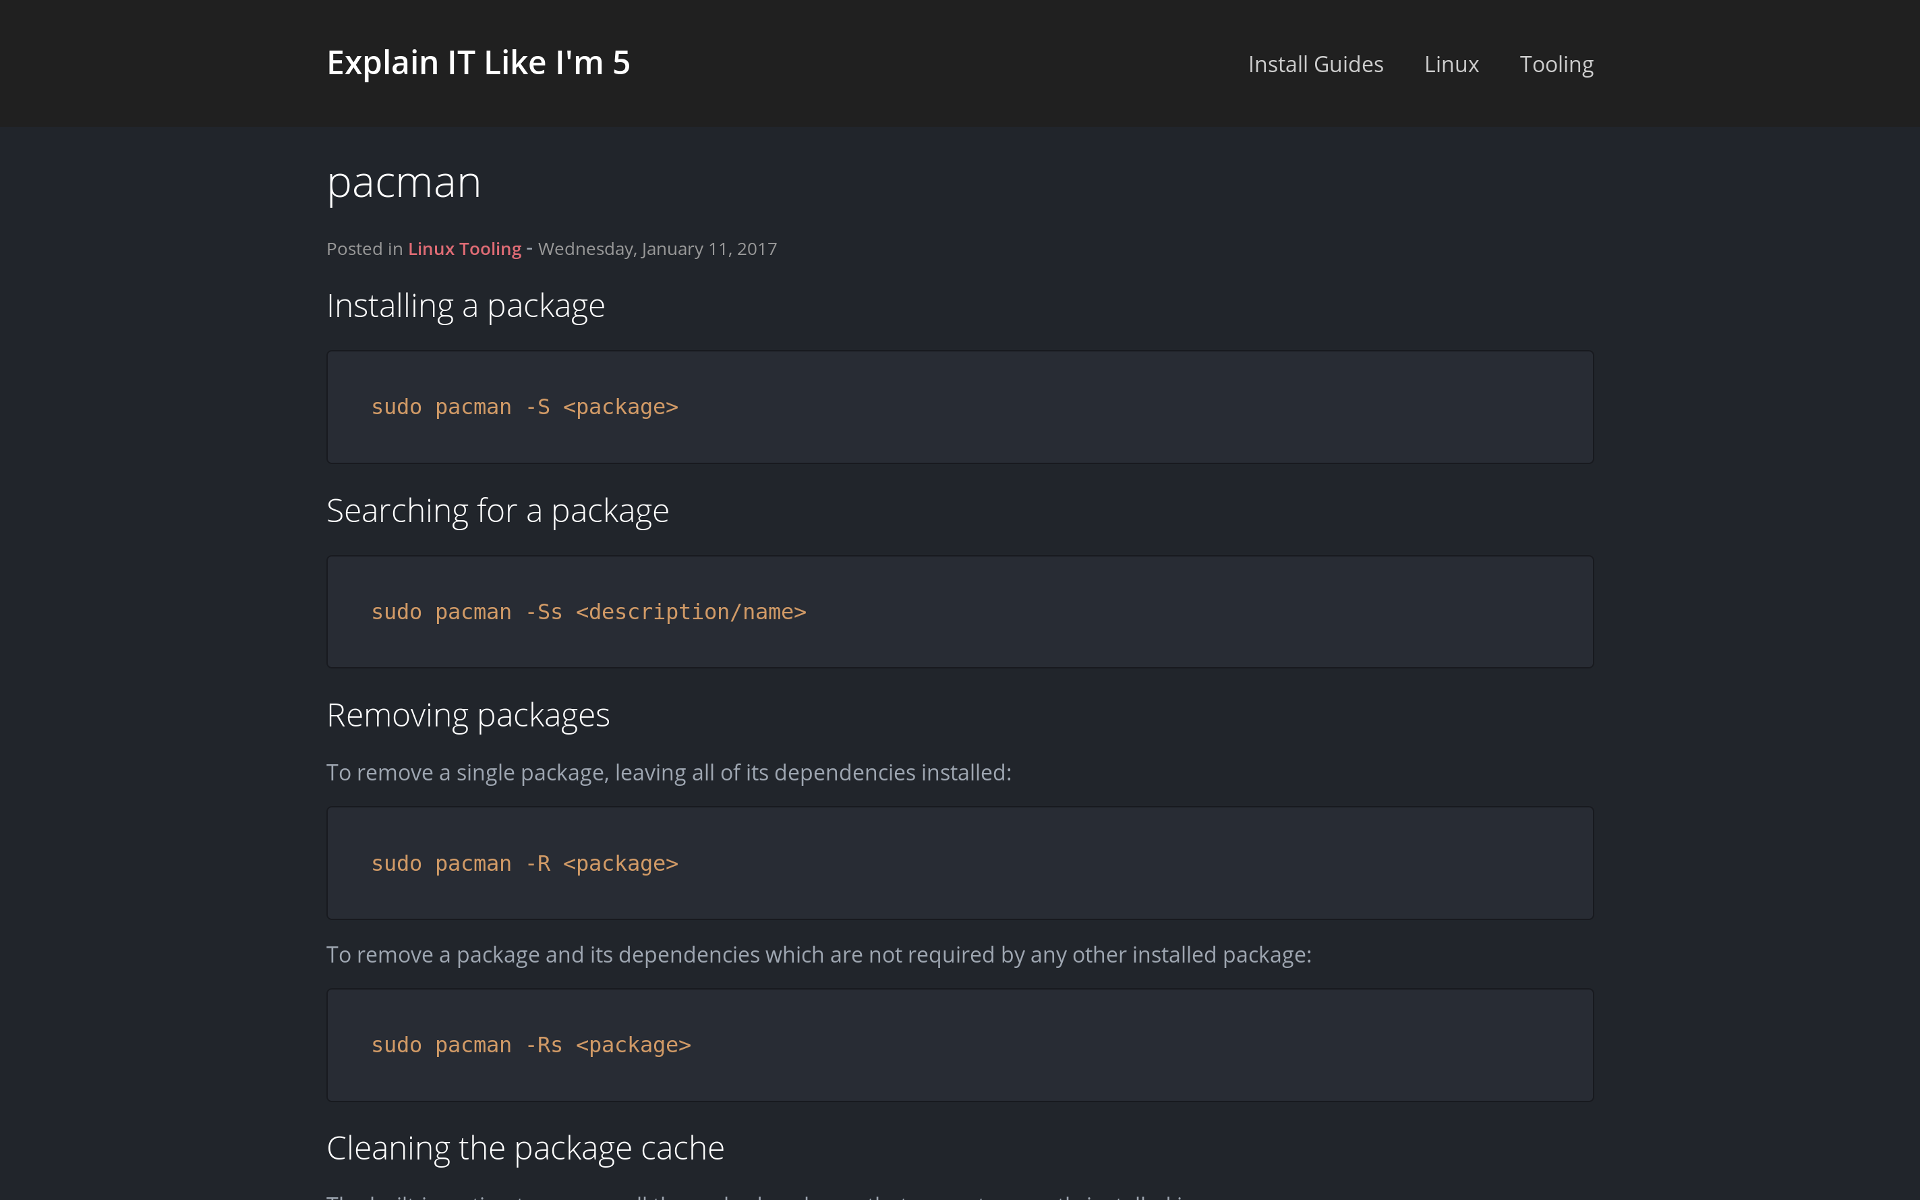 Explain IT Like I'm 5
Install Guides Linux Tooling
pacman
Posted in Linux Tooling - Wednesday, January 11, 2017
Installing a package
sudo pacman -S <package>
Searching for a package
sudo pacman -Ss <description/name>
Removing packages
To remove a single package, leaving all of its dependencies installed:
sudo pacman -R <package>
To remove a package and its dependencies which are not required by any other installed package:
sudo pacman -Rs <package>
Cleaning the package cache